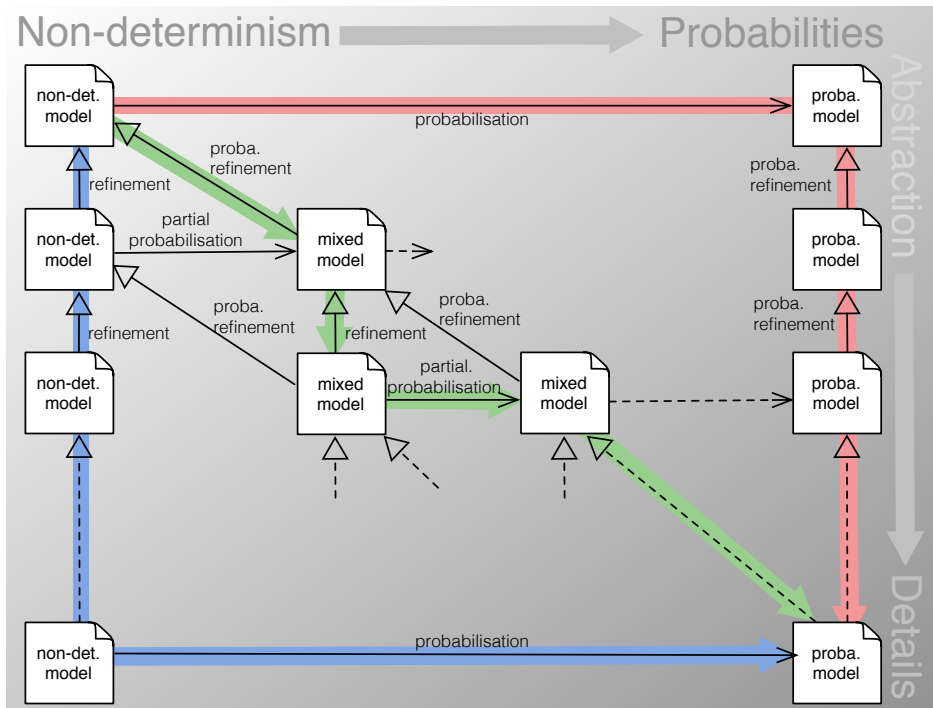 Non-determinism
Probabilities
Abstraction
non-det.
model
probabilisation
proba.
model
proba.
refinement
refinement
proba.
refinement
non-det.
model
partial
probabilisation
mixed
model
proba.
model
refinement
proba.
refinement
refinement
proba.
refinement
proba.
refinement
non-det.
model
mixed
model
partial.
probabilisation
mixed
model
proba.
model
Details
non-det.
model
probabilisation
proba.
model